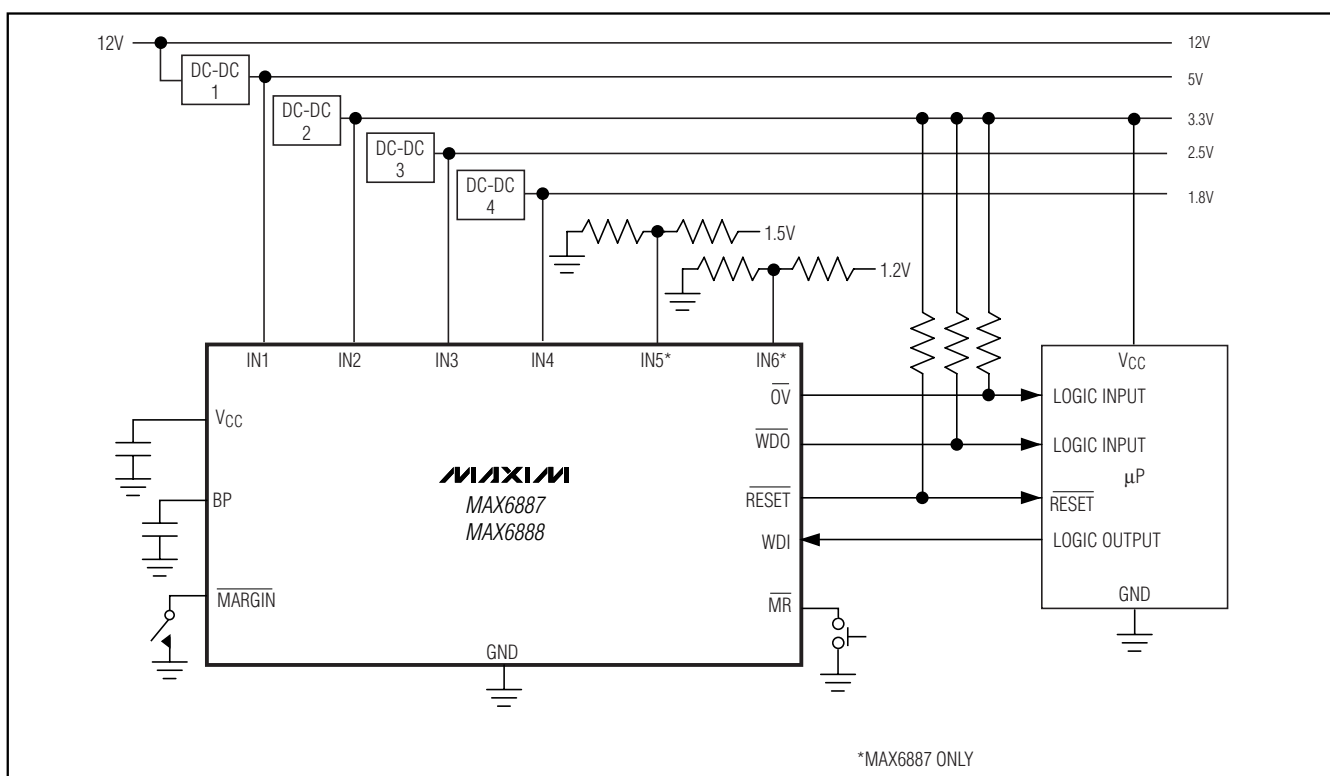 12V
12V
DC-DC
1
5V
DC-DC
2
3.3V
DC-DC
3
2.5V
DC-DC
4
1.8V
1.5V
1.2V
IN1
IN2
IN3
IN4
IN5*
IN6*
VCC
OV
LOGIC INPUT
VCC
WDO
LOGIC INPUT
MAXIM
MAX6887
MAX6888
µP
BP
RESET
RESET
WDI
LOGIC OUTPUT
MARGIN
MR
GND
GND
*MAX6887 ONLY